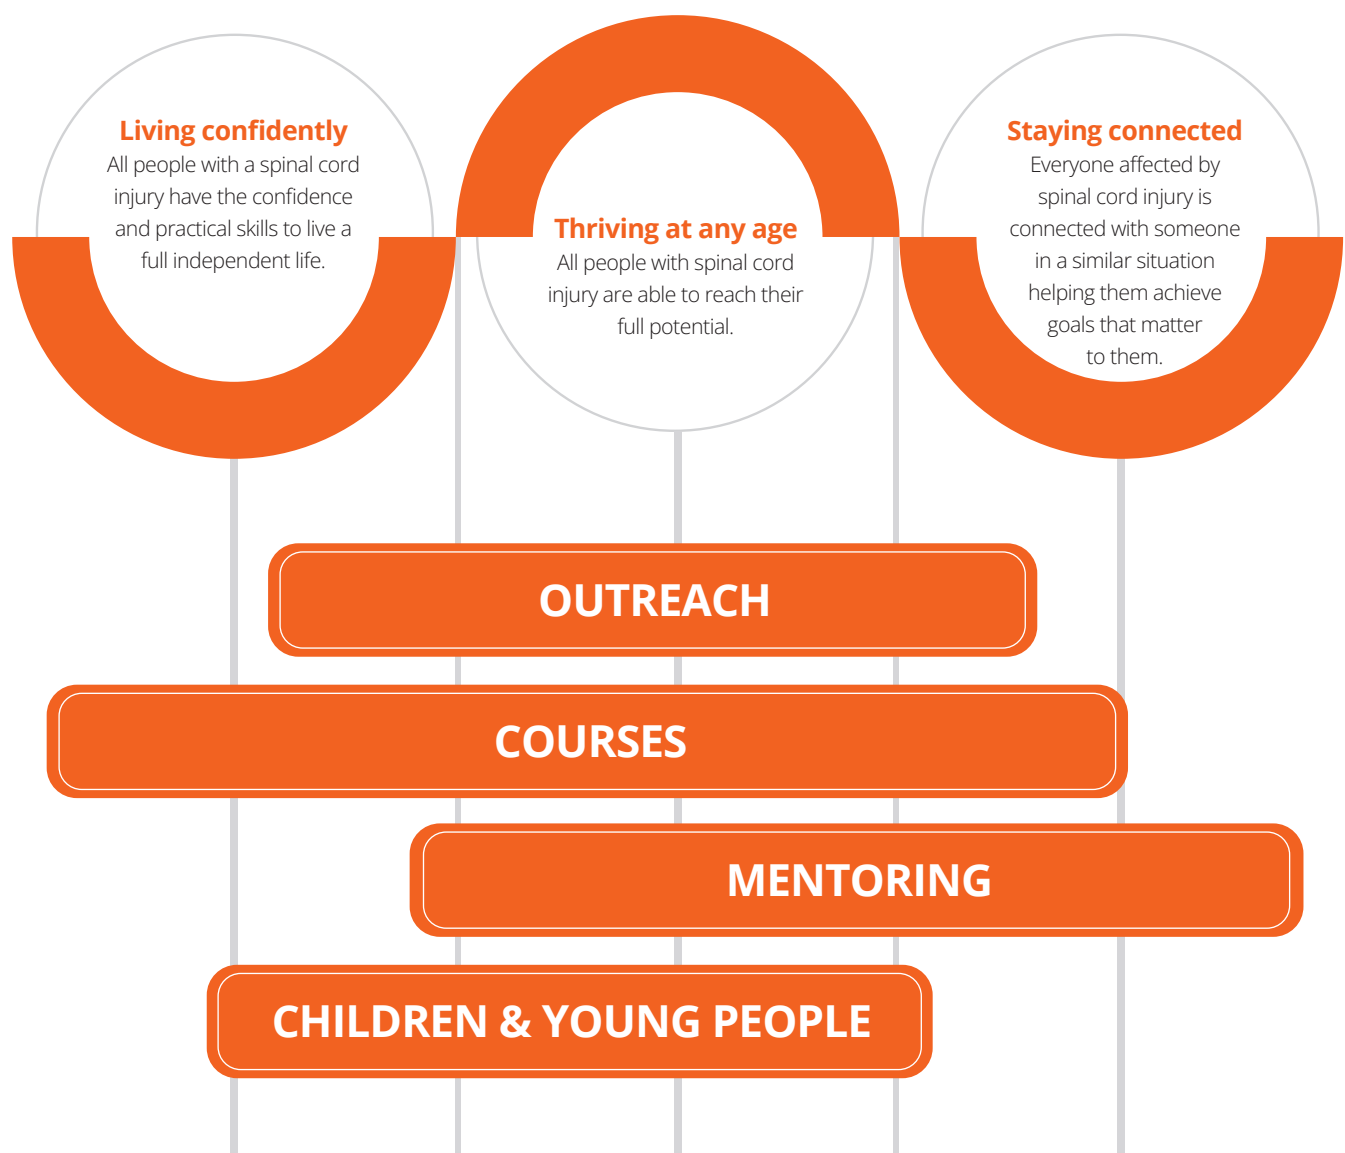 Living confidently
All people with a spinal cord
injury have the confidence
and practical skills to live a
full independent life.
Thriving at any age
All people with spinal cord
injury are able to reach their
full potential.
Staying connected
Everyone affected by
spinal cord injury is
connected with someone
in a similar situation
helping them achieve
goals that matter
to them.
OUTREACH
COURSES
MENTORING
CHILDREN & YOUNG PEOPLE